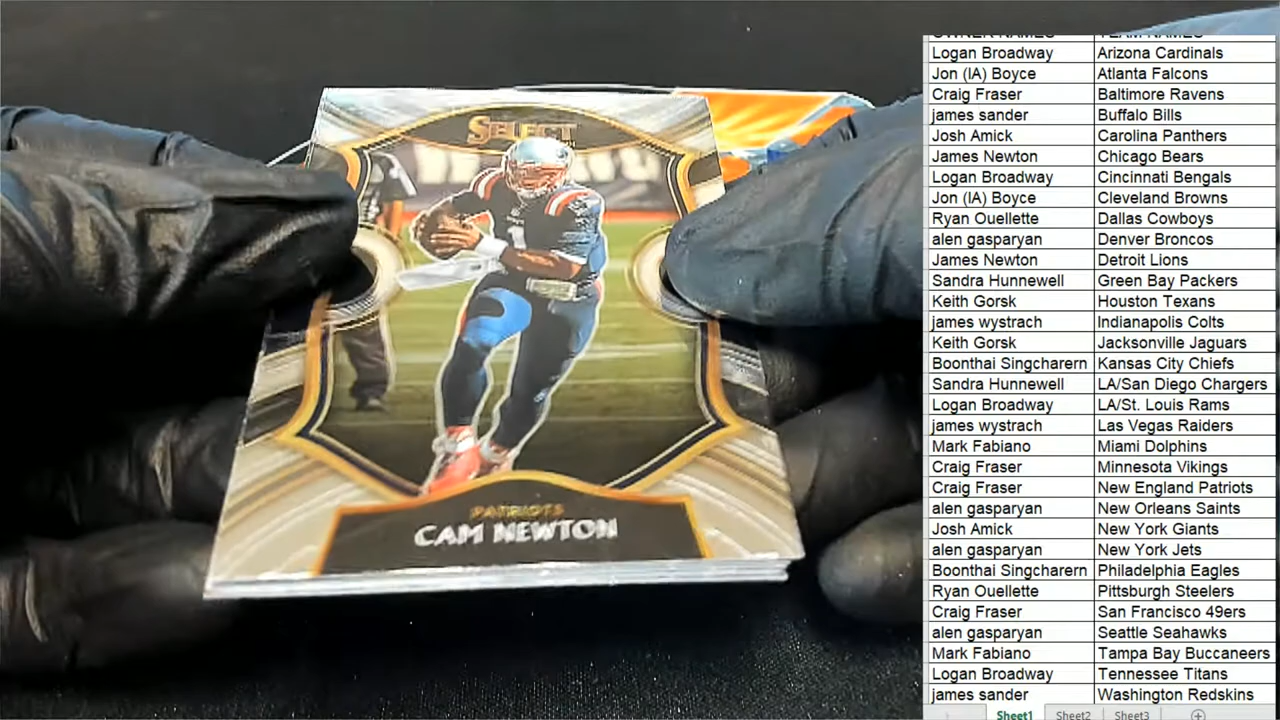 SELECT
1
PATRIOTS
CAM NEWTON
OWNER NAMES TEAM NAMES
Logan Broadway Arizona Cardinals
Jon (IA) Boyce Atlanta Falcons
Craig Fraser Baltimore Ravens
james sander Buffalo Bills
Josh Amick Carolina Panthers
James Newton Chicago Bears
Logan Broadway Cincinnati Bengals
Jon (IA) Boyce Cleveland Browns
Ryan Ouellette Dallas Cowboys
alen gasparyan Denver Broncos
James Newton Detroit Lions
Sandra Hunnewell Green Bay Packers
Keith Gorsk Houston Texans
james wystrach Indianapolis Colts
Keith Gorsk Jacksonville Jaguars
Boonthai Singcharern Kansas City Chiefs
Sandra Hunnewell LA/San Diego Chargers
Logan Broadway LA/St. Louis Rams
james wystrach Las Vegas Raiders
Mark Fabiano Miami Dolphins
Craig Fraser Minnesota Vikings
Craig Fraser New England Patriots
alen gasparyan New Orleans Saints
Josh Amick New York Giants
alen gasparyan New York Jets
Boonthai Singcharern Philadelphia Eagles
Ryan Ouellette Pittsburgh Steelers
Craig Fraser San Francisco 49ers
alen gasparyan Seattle Seahawks
Mark Fabiano Tampa Bay Buccaneers
Logan Broadway Tennessee Titans
james sander Washington Redskins
Sheet1 Sheet2 Sheet3